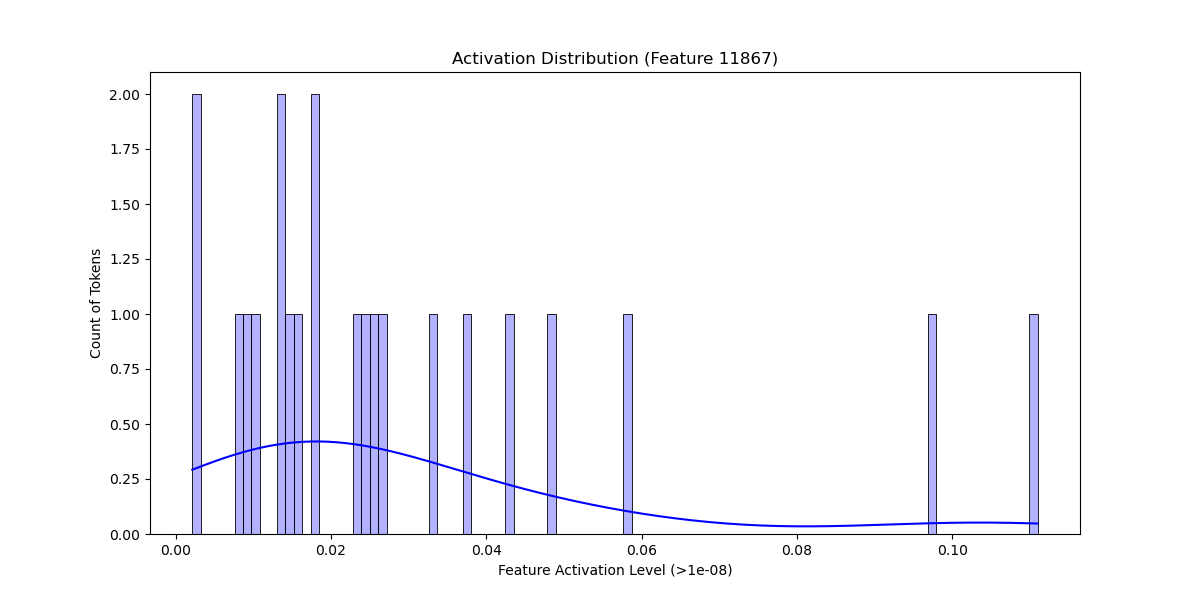 Activation Distribution (Feature 11867)
2.00
1.75
1.50
1.25
1.00
0.75
0.50
0.25
0.00
Count of Tokens
0.00 0.02 0.04 0.06 0.08 0.10
Feature Activation Level (>1e-08)